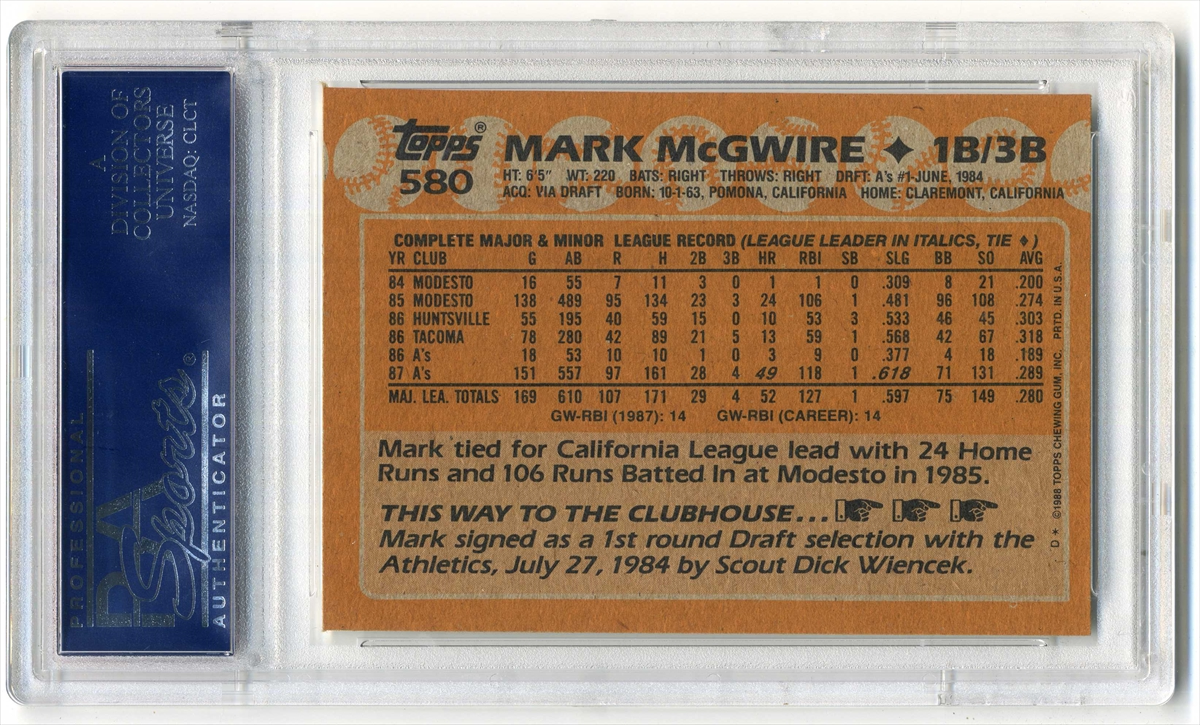 A
DIVISION OF
COLLECTORS
UNIVERSE
NASDAQ: CLCT
PROFESSIONAL
PSA
Sports®
AUTHENTICATOR
topps® MARK McGWIRE ✦ 1B/3B
580
HT: 6'5" WT: 220 BATS: RIGHT THROWS: RIGHT DRFT: A's #1-JUNE, 1984
ACQ: VIA DRAFT BORN: 10-1-63, POMONA, CALIFORNIA HOME: CLAREMONT, CALIFORNIA
COMPLETE MAJOR & MINOR LEAGUE RECORD (LEAGUE LEADER IN ITALICS, TIE ♦)
YR CLUB G AB R H 2B 3B HR RBI SB SLG BB SO AVG
84 MODESTO 16 55 7 11 3 0 1 1 0 .309 8 21 .200
85 MODESTO 138 489 95 134 23 3 24 106 1 .481 96 108 .274
86 HUNTSVILLE 55 195 40 59 15 0 10 53 3 .533 46 45 .303
86 TACOMA 78 280 42 89 21 5 13 59 1 .568 42 67 .318
86 A's 18 53 10 10 1 0 3 9 0 .377 4 18 .189
87 A's 151 557 97 161 28 4 49 118 1 .618 71 131 .289
MAJ. LEA. TOTALS 169 610 107 171 29 4 52 127 1 .597 75 149 .280
GW-RBI (1987): 14 GW-RBI (CAREER): 14
Mark tied for California League lead with 24 Home
Runs and 106 Runs Batted In at Modesto in 1985.
THIS WAY TO THE CLUBHOUSE...
Mark signed as a 1st round Draft selection with the
Athletics, July 27, 1984 by Scout Dick Wiencek.
D* ©1988 TOPPS CHEWING GUM, INC. PRTD. IN U.S.A.